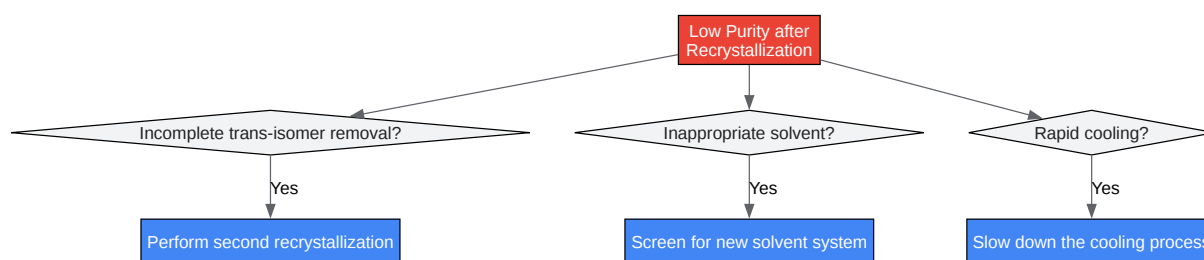 Low Purity after
Recrystallization
Incomplete trans-isomer removal?
Inappropriate solvent?
Rapid cooling?
Yes
Yes
Yes
Perform second recrystallization
Screen for new solvent system
Slow down the cooling process